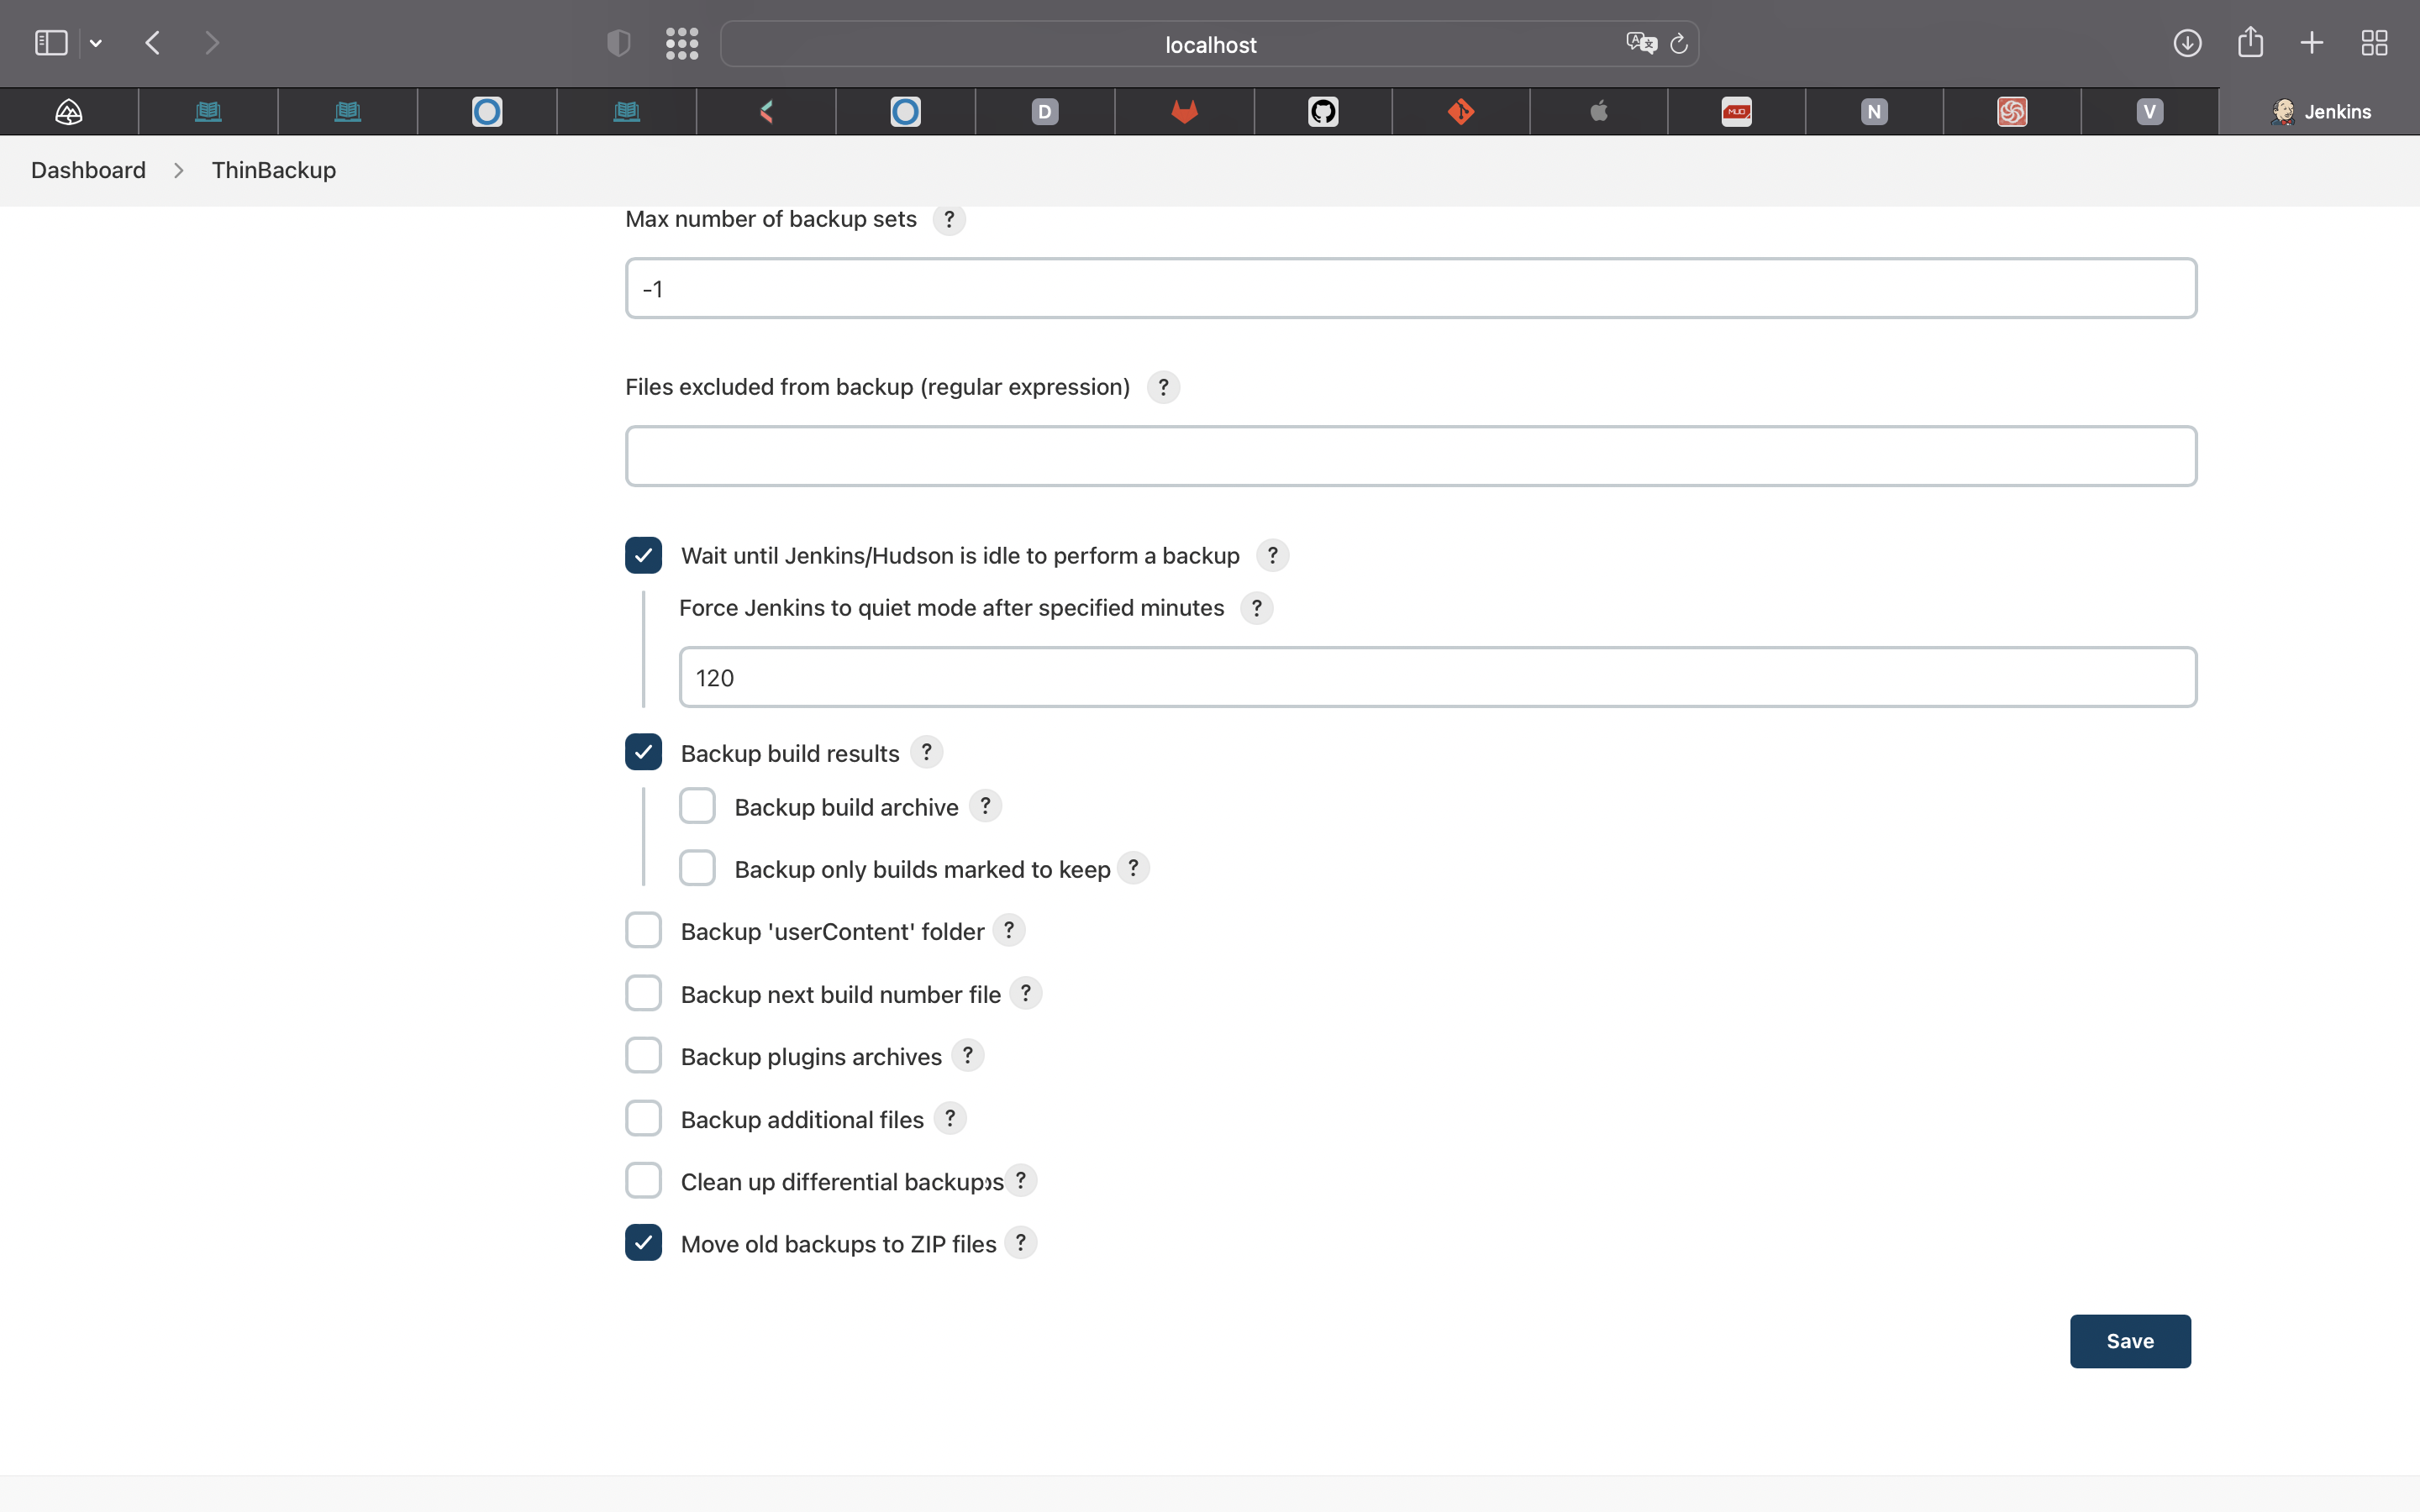 localhost
D
MUO
N
V
Jenkins
Dashboard > ThinBackup
Max number of backup sets ?
-1
Files excluded from backup (regular expression) ?
Wait until Jenkins/Hudson is idle to perform a backup ?
Force Jenkins to quiet mode after specified minutes ?
120
Backup build results ?
Backup build archive ?
Backup only builds marked to keep ?
Backup 'userContent' folder ?
Backup next build number file ?
Backup plugins archives ?
Backup additional files ?
Clean up differential backups ?
Move old backups to ZIP files ?
Save